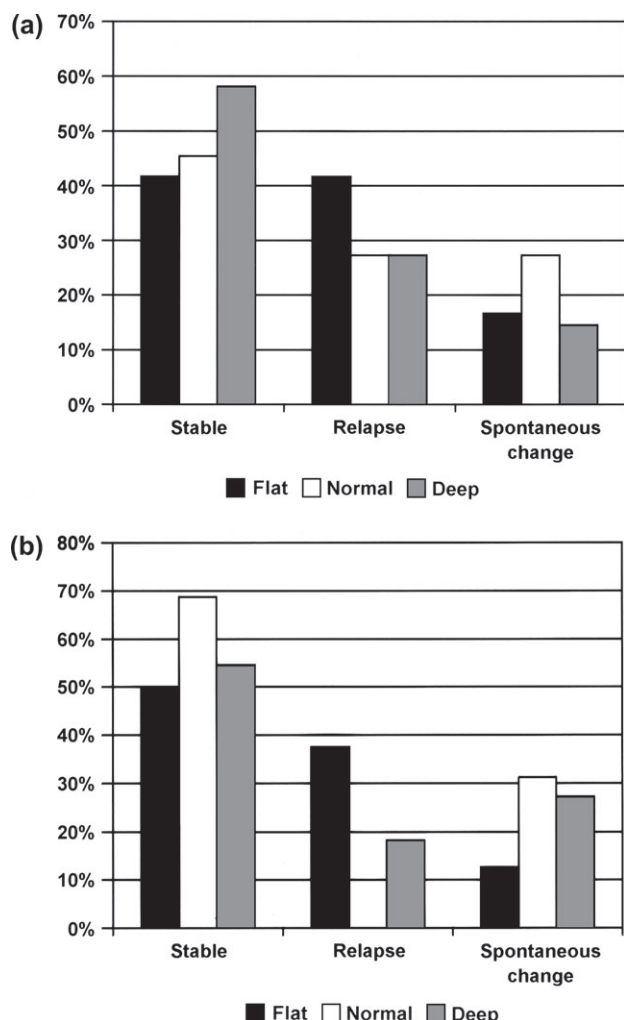 (a)
70%
60%
50%
40%
30%
20%
10%
0%
Stable Relapse Spontaneous
change
Flat Normal Deep
(b)
80%
70%
60%
50%
40%
30%
20%
10%
0%
Stable Relapse Spontaneous
change
Flat Normal Deep